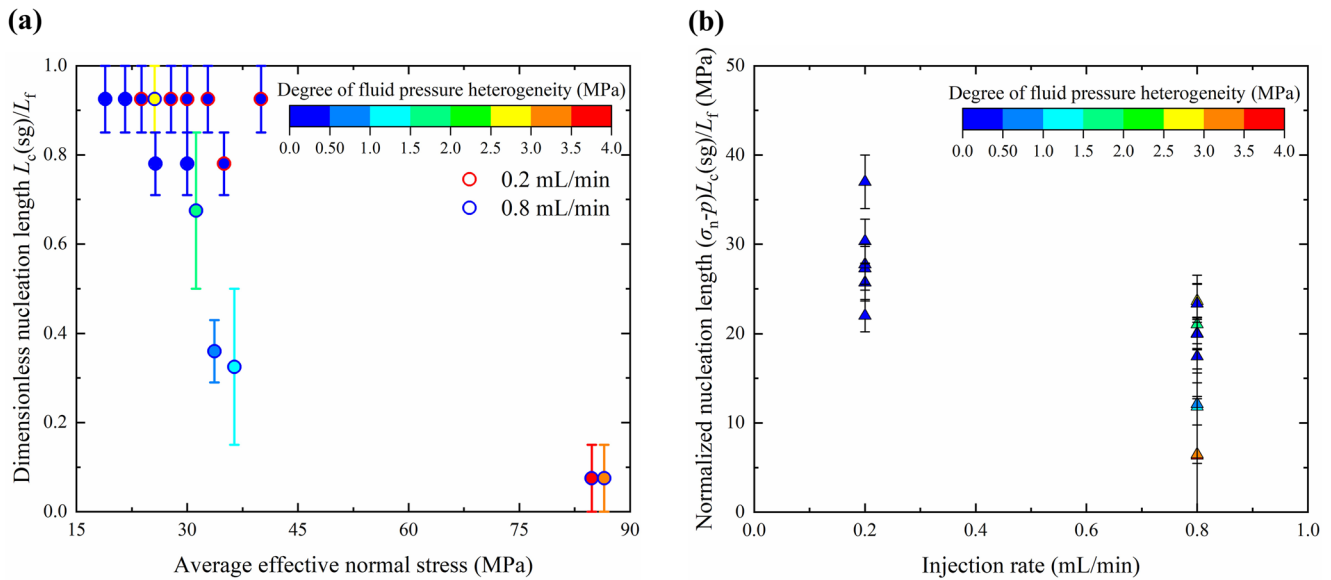 (a)
Dimensionless nucleation length Lc(sg)/Lf
1.0
0.8
0.6
0.4
0.2
0.0
Degree of fluid pressure heterogeneity (MPa)
0.0 0.50 1.0 1.5 2.0 2.5 3.0 3.5 4.0
0.2 mL/min
0.8 mL/min
15 30 45 60 75 90
Average effective normal stress (MPa)
(b)
Normalized nucleation length (σn-p)Lc(sg)/Lf (MPa)
50
40
30
20
10
0
Degree of fluid pressure heterogeneity (MPa)
0.0 0.50 1.0 1.5 2.0 2.5 3.0 3.5 4.0
0.0 0.2 0.4 0.6 0.8 1.0
Injection rate (mL/min)